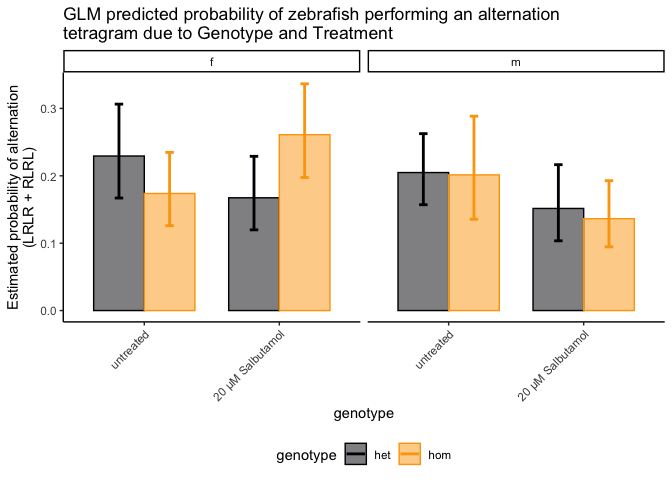 GLM predicted probability of zebrafish performing an alternation
tetragram due to Genotype and Treatment
f
m
Estimated probability of alternation
(LRLR + RLRL)
0.3
0.2
0.1
0.0
untreated
20 μM Salbutamol
untreated
20 μM Salbutamol
genotype
genotype
het
hom